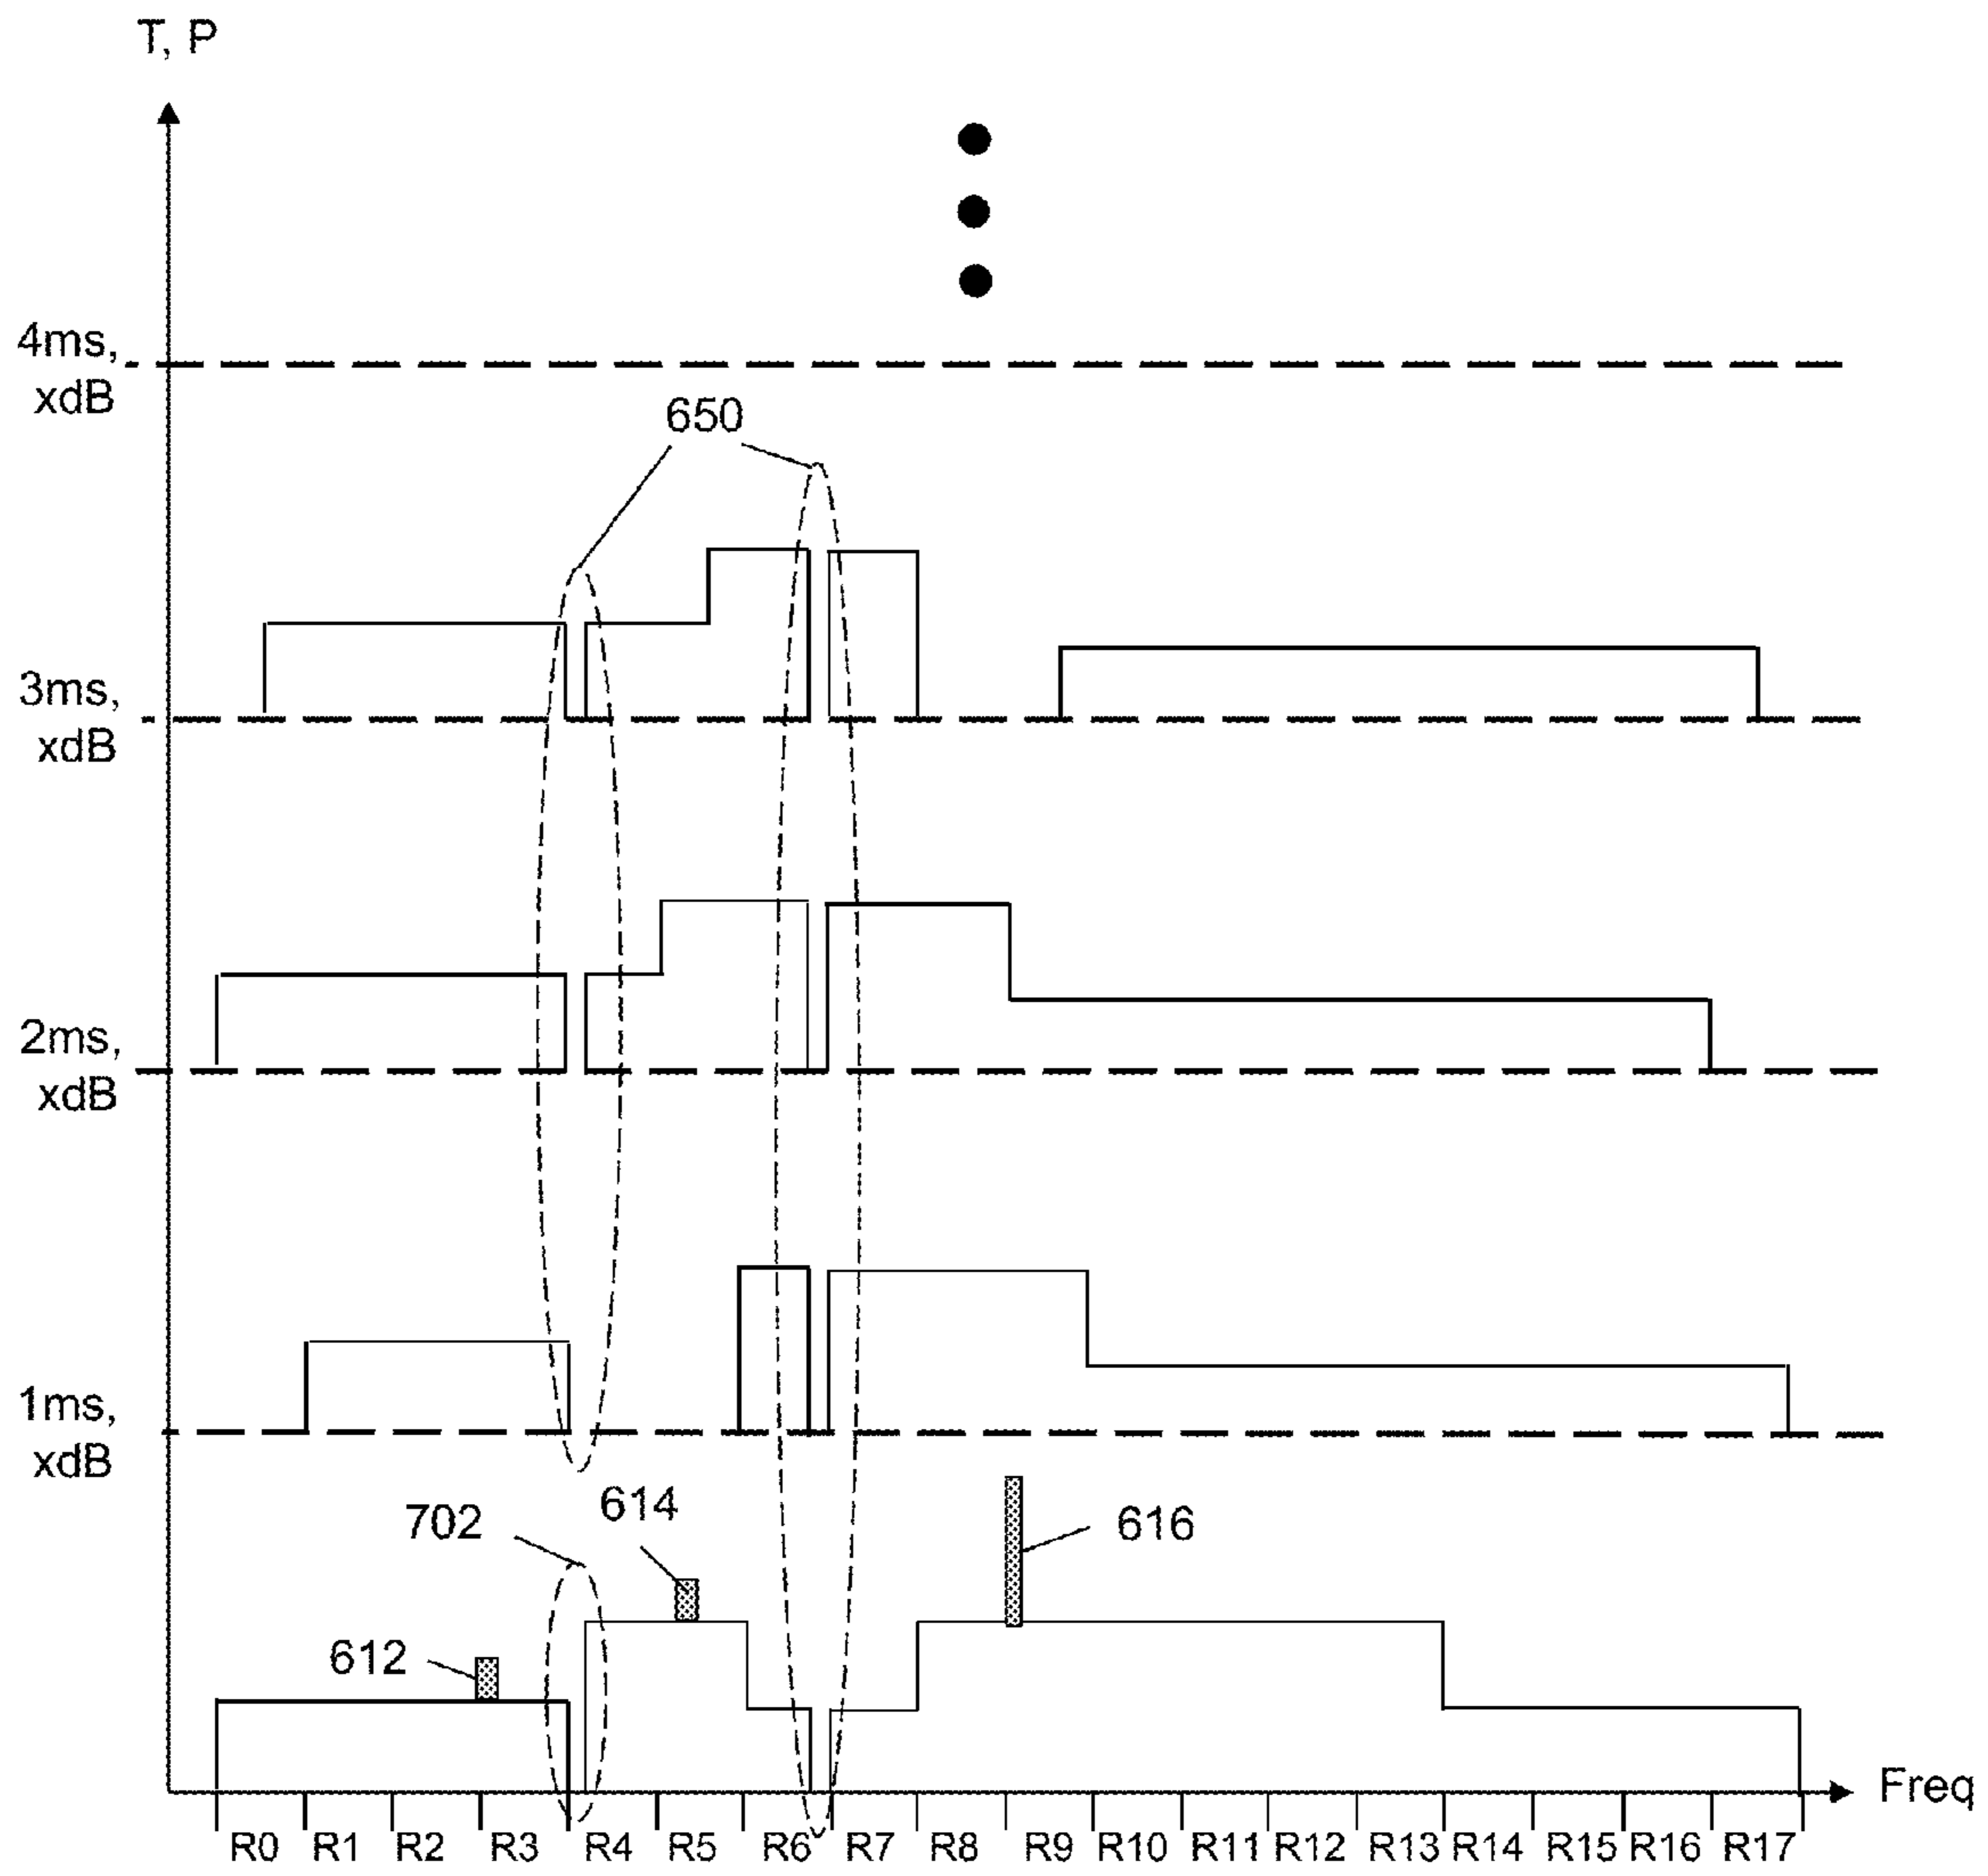 T, P
4ms,
xdB
650
3ms,
xdB
2ms,
xdB
1ms,
xdB
702
614
616
612
Freq
R0 R1 R2 R3 R4 R5 R6 R7 R8 R9 R10 R11 R12 R13 R14 R15 R16 R17